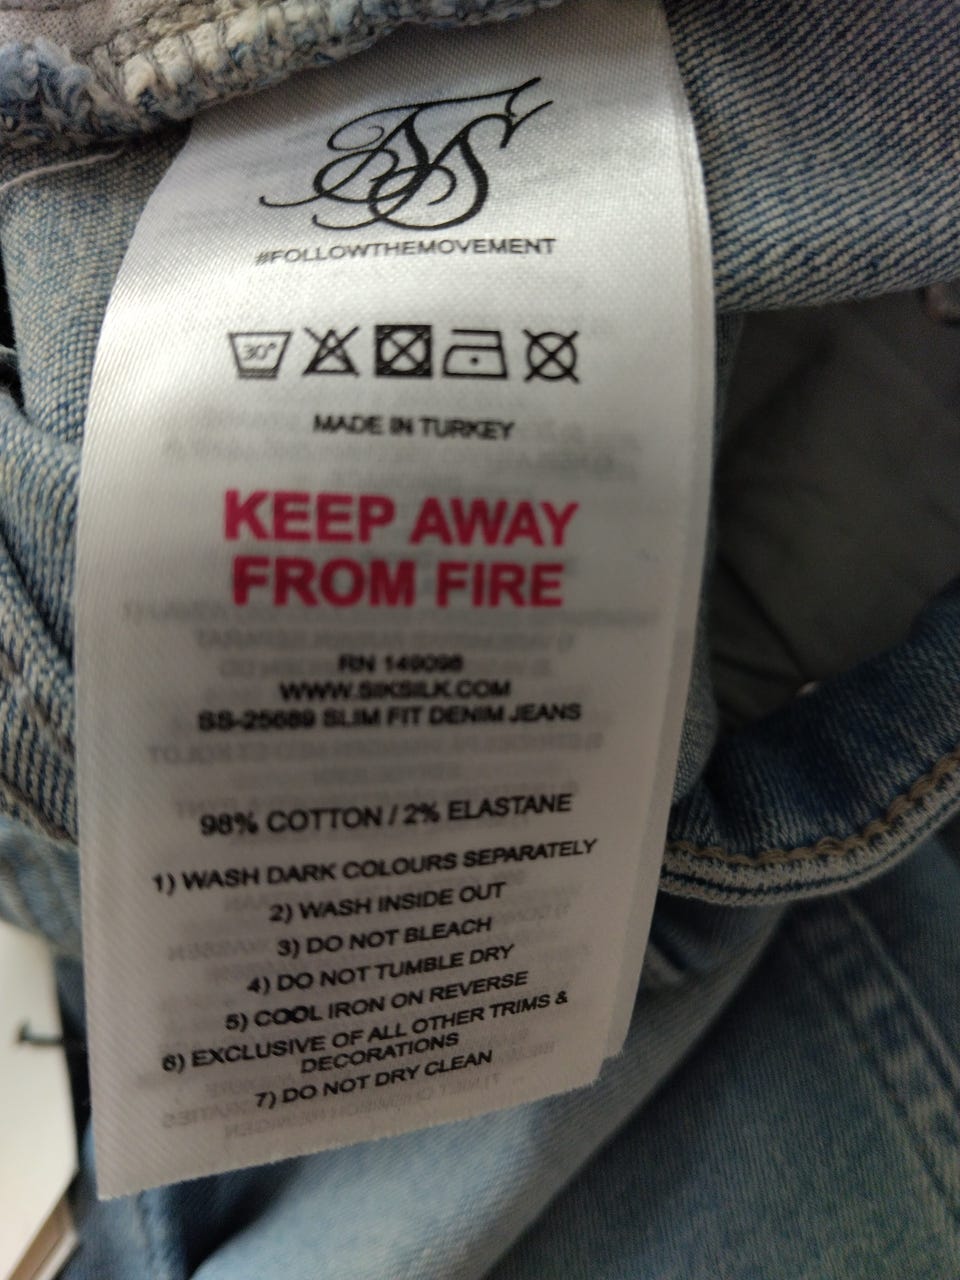 SS
#FOLLOWTHEMOVEMENT
30°
MADE IN TURKEY
KEEP AWAY
FROM FIRE
RN 149098
WWW.SIKSILK.COM
SS-25689 SLIM FIT DENIM JEANS
98% COTTON / 2% ELASTANE
1) WASH DARK COLOURS SEPARATELY
2) WASH INSIDE OUT
3) DO NOT BLEACH
4) DO NOT TUMBLE DRY
5) COOL IRON ON REVERSE
6) EXCLUSIVE OF ALL OTHER TRIMS &
DECORATIONS
7) DO NOT DRY CLEAN